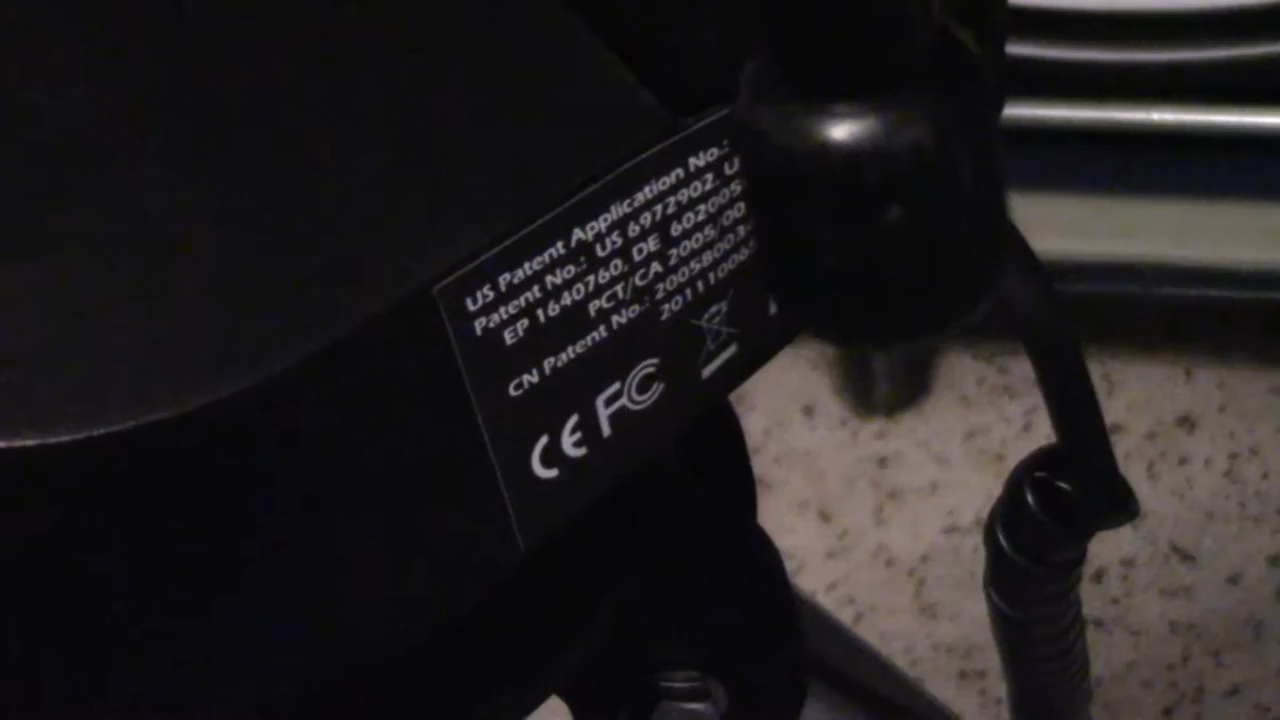 US Patent Application No.:
Patent No.: US 6972902. U
EP 1640760. DE 602005
PCT/CA 2005/00
CN Patent No.: 20058003
20111006
CE FC